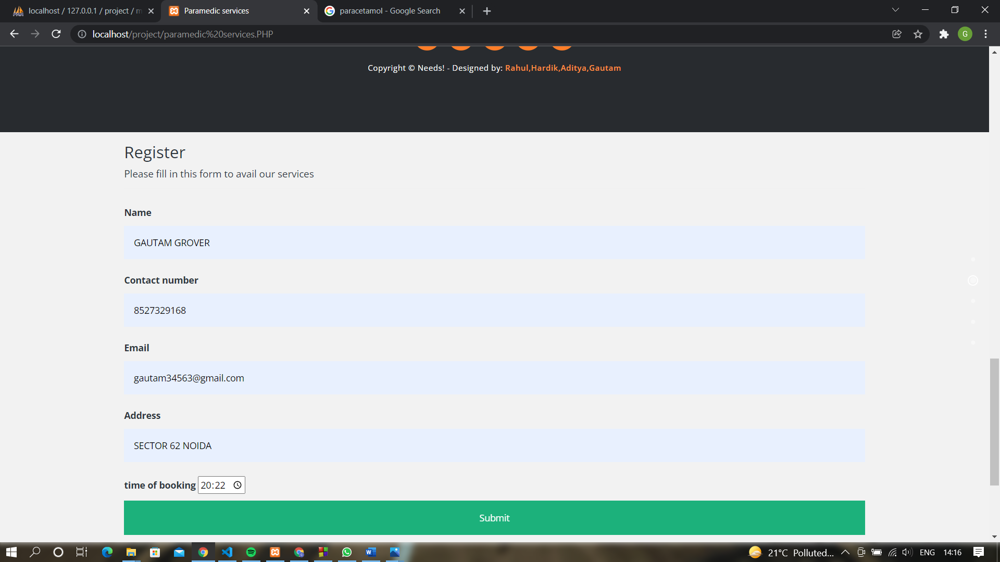 localhost / 127.0.0.1 / project / m
Paramedic services
paracetamol - Google Search
localhost/project/paramedic%20services.PHP
G
Copyright © Needs! - Designed by: Rahul,Hardik,Aditya,Gautam
Register
Please fill in this form to avail our services
Name
GAUTAM GROVER
Contact number
8527329168
Email
gautam34563@gmail.com
Address
SECTOR 62 NOIDA
time of booking 20:22
Submit
21°C Polluted... ENG 14:16